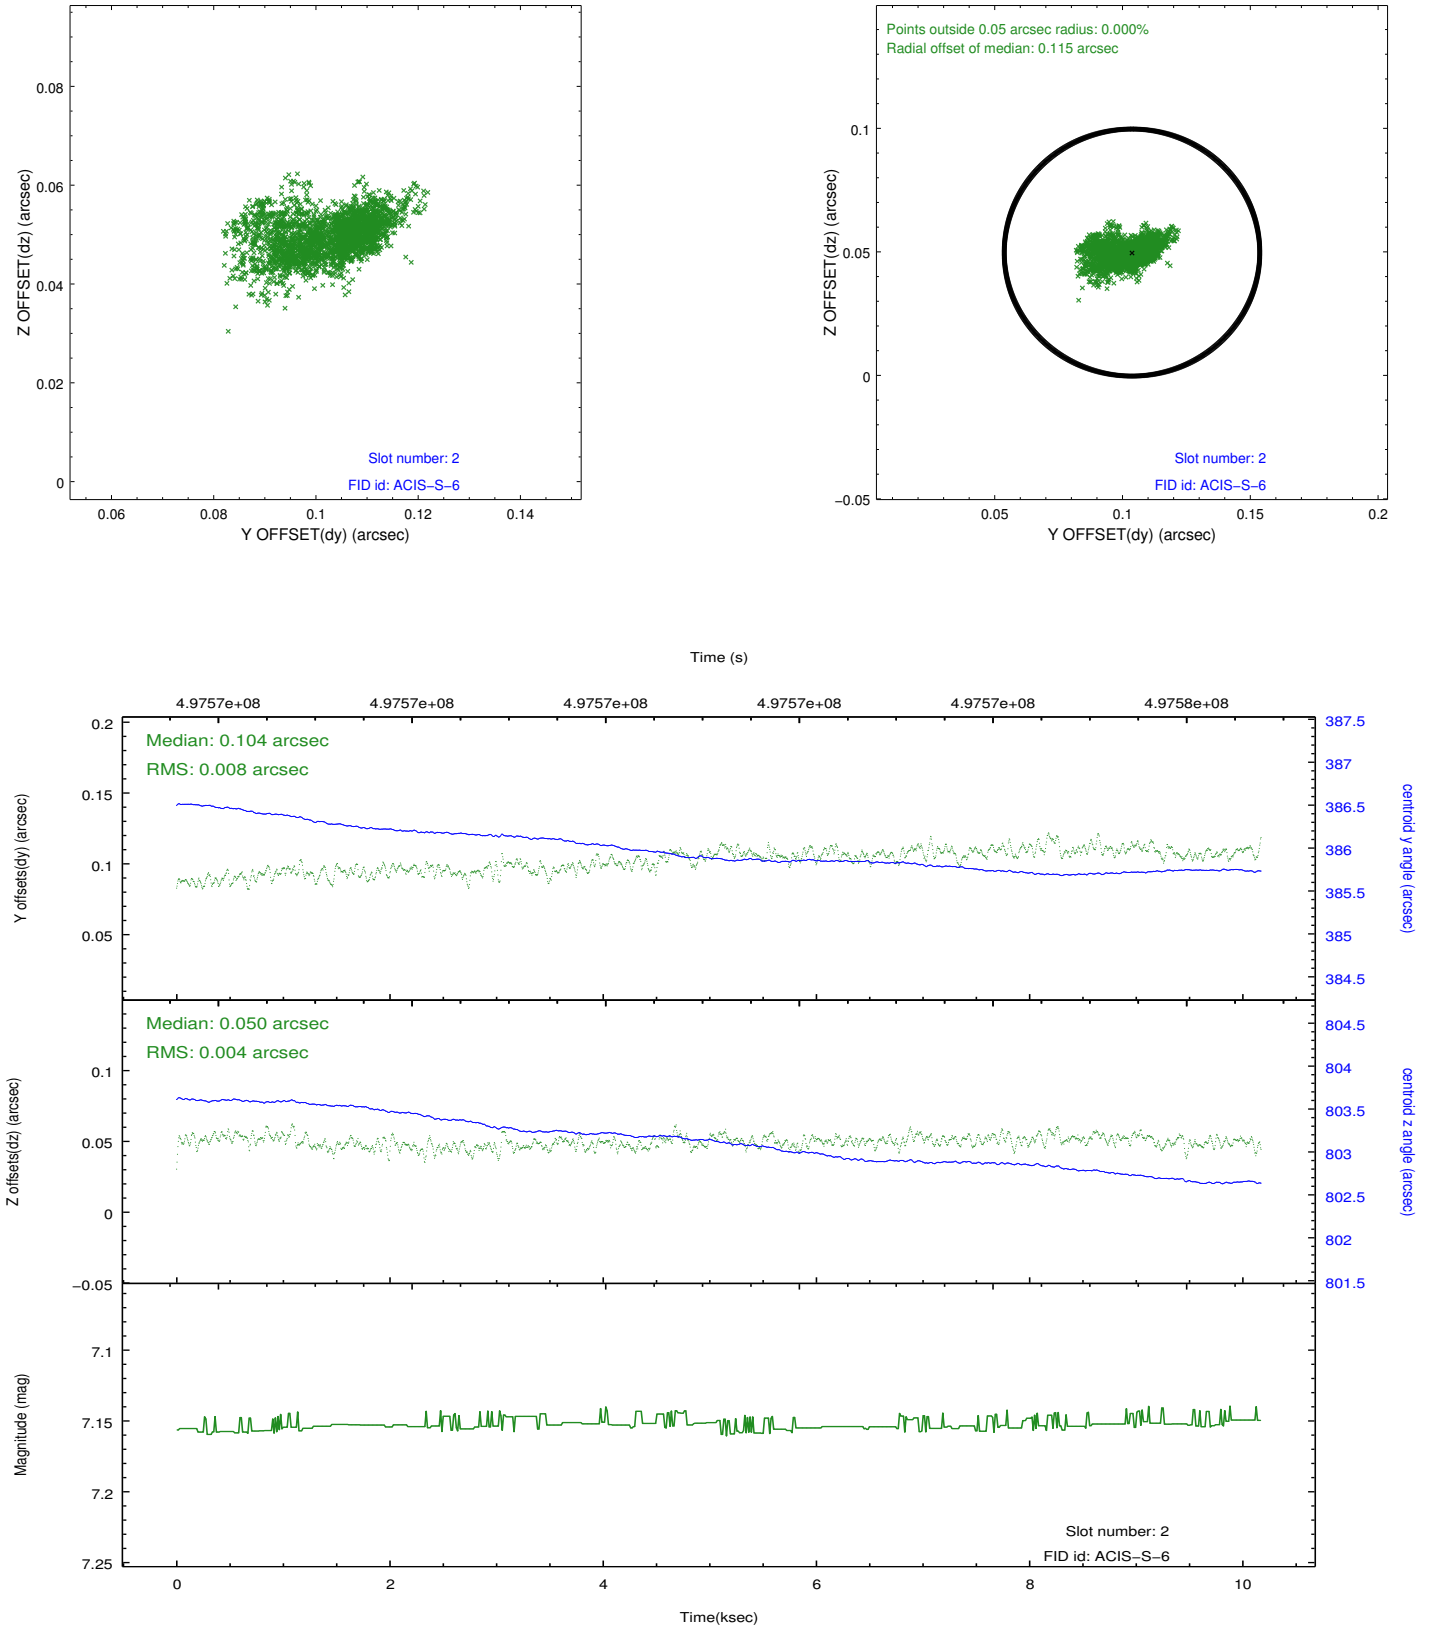 0.08
0.06
0.04
0.02
0
Z OFFSET(dz) (arcsec)
Slot number: 2
FID id: ACIS−S−6
0.06 0.08 0.1 0.12 0.14
Y OFFSET(dy) (arcsec)
Points outside 0.05 arcsec radius: 0.000%
Radial offset of median: 0.115 arcsec
0.1
0.05
0
−0.05
Z OFFSET(dz) (arcsec)
Slot number: 2
FID id: ACIS−S−6
0.05 0.1 0.15 0.2
Y OFFSET(dy) (arcsec)
Time (s)
4.9757e+08 4.9757e+08 4.9757e+08 4.9757e+08 4.9757e+08 4.9758e+08
Median: 0.104 arcsec
RMS: 0.008 arcsec
0.2
0.15
0.1
0.05
Y offsets(dy) (arcsec)
387.5
387
386.5
386
385.5
385
384.5
centroid y angle (arcsec)
Median: 0.050 arcsec
RMS: 0.004 arcsec
0.1
0.05
0
−0.05
Z offsets(dz) (arcsec)
804.5
804
803.5
803
802.5
802
801.5
centroid z angle (arcsec)
7.1
7.15
7.2
7.25
Magnitude (mag)
Slot number: 2
FID id: ACIS−S−6
0 2 4 6 8 10
Time(ksec)